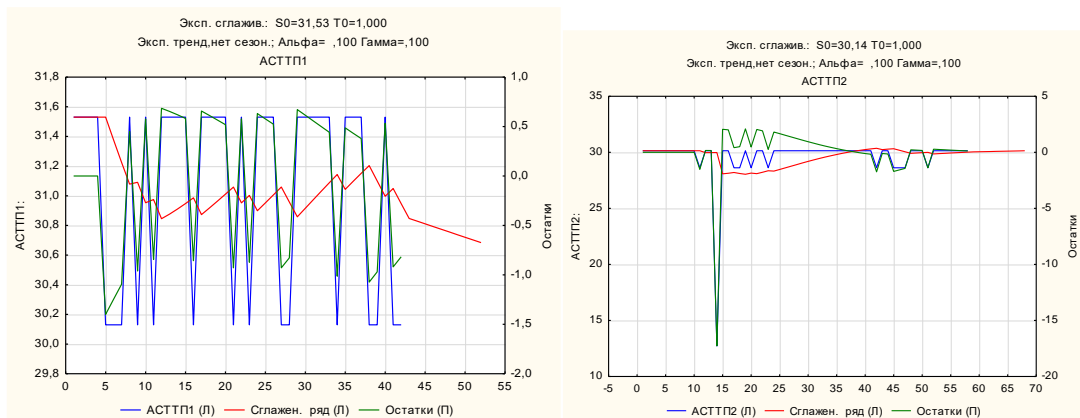 Эксп. сглажив.: S0=31,53 T0=1,000
Эксп. тренд,нет сезон.; Альфа= ,100 Гамма=,100
АСТТП1
31,8
31,6
31,4
31,2
31,0
30,8
30,6
30,4
30,2
30,0
29,8
АСТТП1:
0 5 10 15 20 25 30 35 40 45 50 55
1,0
0,5
0,0
-0,5
-1,0
-1,5
-2,0
Остатки
АСТТП1 (Л) Сглажен. ряд (Л) Остатки (П)
Эксп. сглажив.: S0=30,14 T0=1,000
Эксп. тренд,нет сезон.; Альфа= ,100 Гамма=,100
АСТТП2
35
30
25
20
15
10
АСТТП2:
-5 0 5 10 15 20 25 30 35 40 45 50 55 60 65 70
5
0
-5
-10
-15
-20
Остатки
АСТТП2 (Л) Сглажен. ряд (Л) Остатки (П)